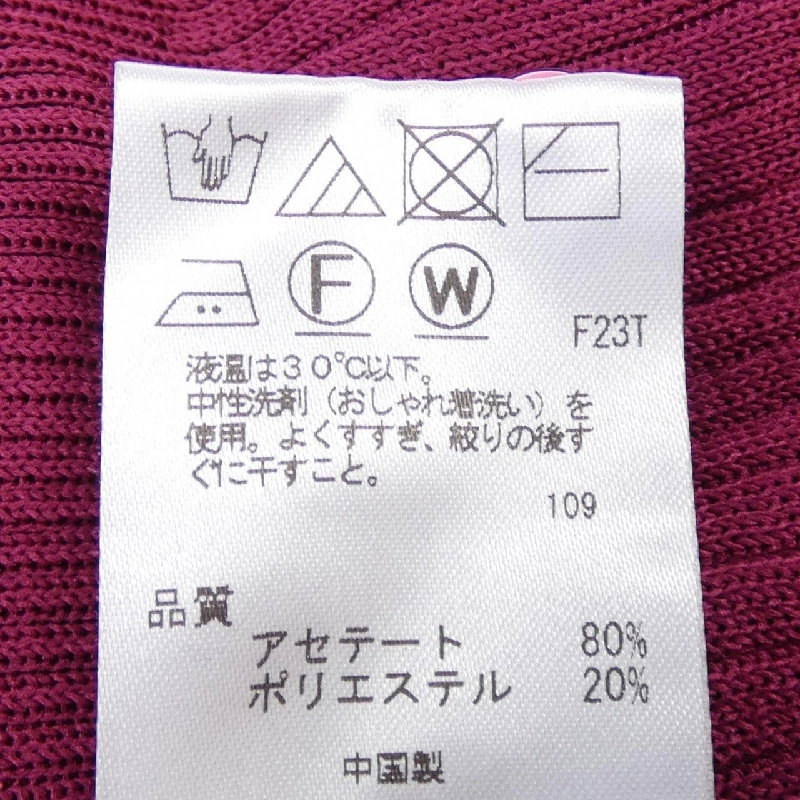 F W
F23T
液温は30℃以下。
中性洗剤（おしゃれ着洗い）を
使用。よくすすぎ、絞りの後す
ぐに干すこと。
109
品質
アセテート 80%
ポリエステル 20%
中国製